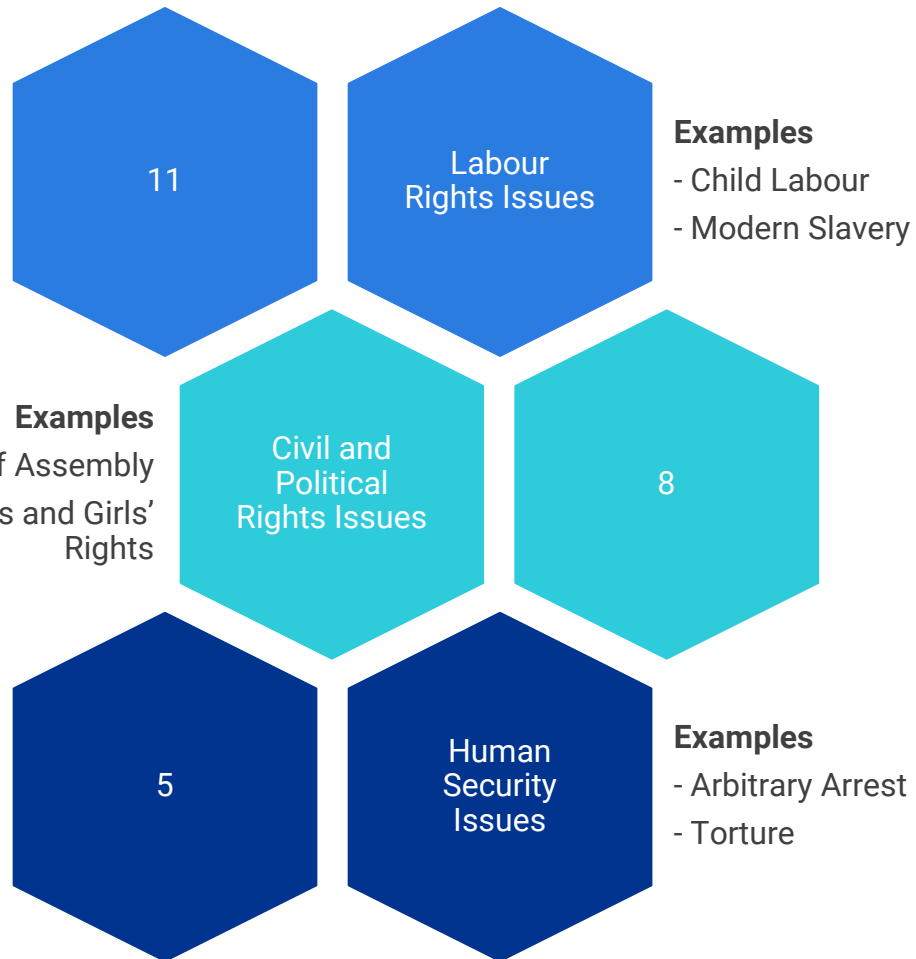 11
Labour
Rights Issues
Examples
- Child Labour
- Modern Slavery
Examples
Assembly
and Girls’
Rights
Civil and
Political
Rights Issues
8
5
Human
Security
Issues
Examples
- Arbitrary Arrest
- Torture